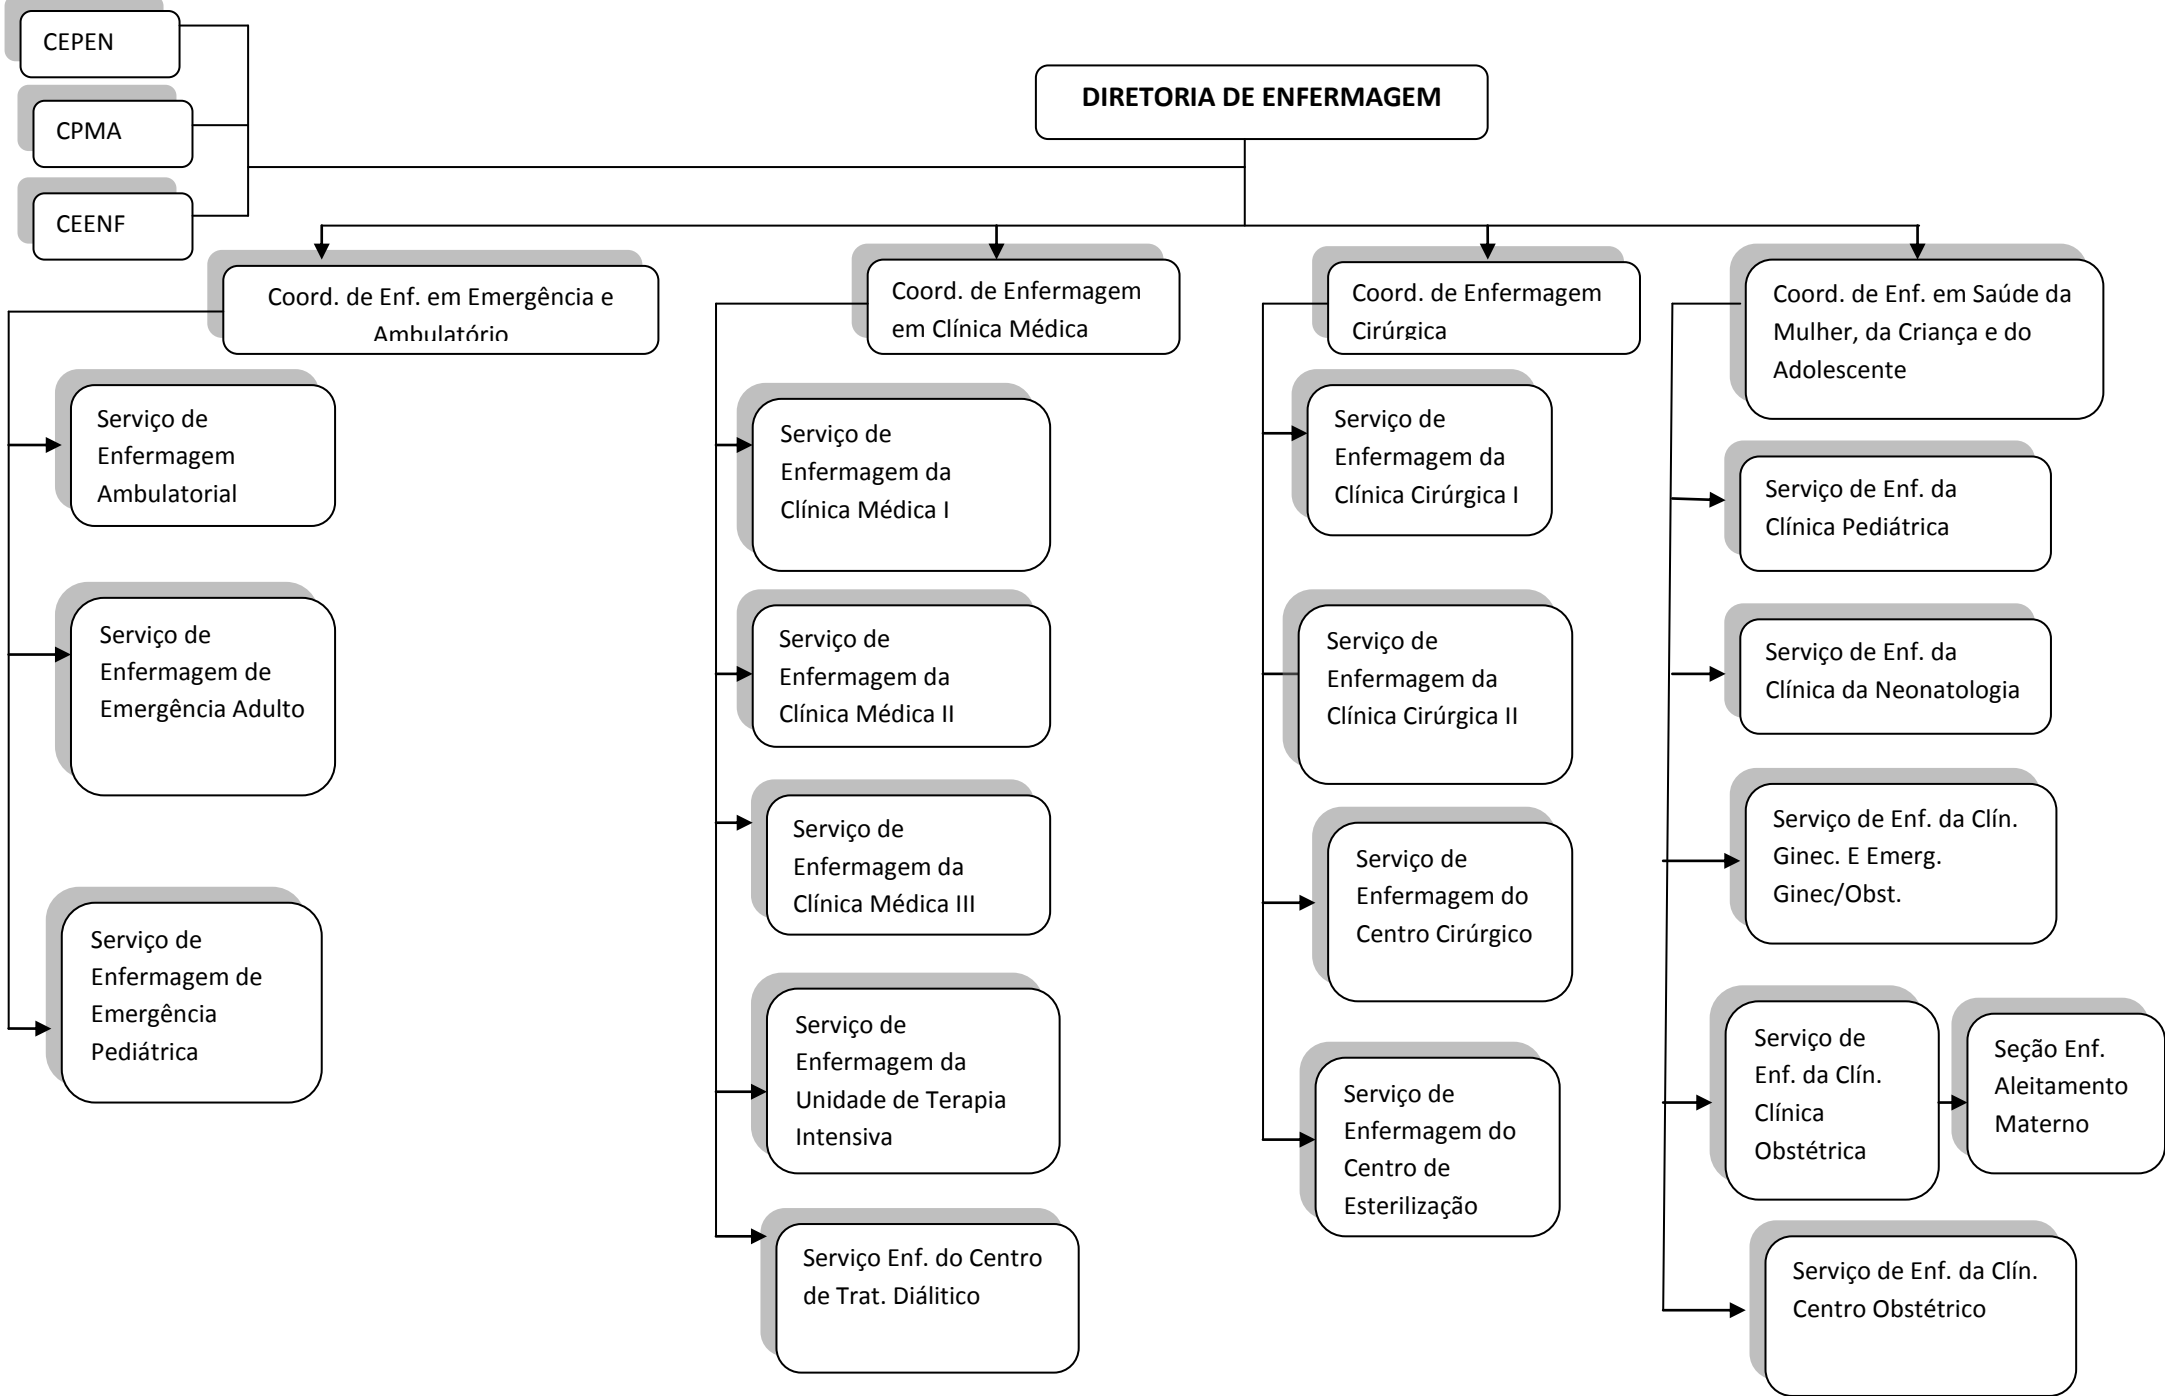 CEPEN
CPMA
CEENF
DIRETORIA DE ENFERMAGEM
Coord. de Enf. em Emergência e
Ambulatório
Serviço de
Enfermagem
Ambulatorial
Serviço de
Enfermagem de
Emergência Adulto
Serviço de
Enfermagem de
Emergência
Pediátrica
Coord. de Enfermagem
em Clínica Médica
Serviço de
Enfermagem da
Clínica Médica I
Serviço de
Enfermagem da
Clínica Médica II
Serviço de
Enfermagem da
Clínica Médica III
Serviço de
Enfermagem da
Unidade de Terapia
Intensiva
Serviço Enf. do Centro
de Trat. Diálitico
Coord. de Enfermagem
Cirúrgica
Serviço de
Enfermagem da
Clínica Cirúrgica I
Serviço de
Enfermagem da
Clínica Cirúrgica II
Serviço de
Enfermagem do
Centro Cirúrgico
Serviço de
Enfermagem do
Centro de
Esterilização
Coord. de Enf. em Saúde da
Mulher, da Criança e do
Adolescente
Serviço de Enf. da
Clínica Pediátrica
Serviço de Enf. da
Clínica da Neonatologia
Serviço de Enf. da Clín.
Ginec. E Emerg.
Ginec/Obst.
Serviço de
Enf. da Clín.
Clínica
Obstétrica
Seção Enf.
Aleitamento
Materno
Serviço de Enf. da Clín.
Centro Obstétrico